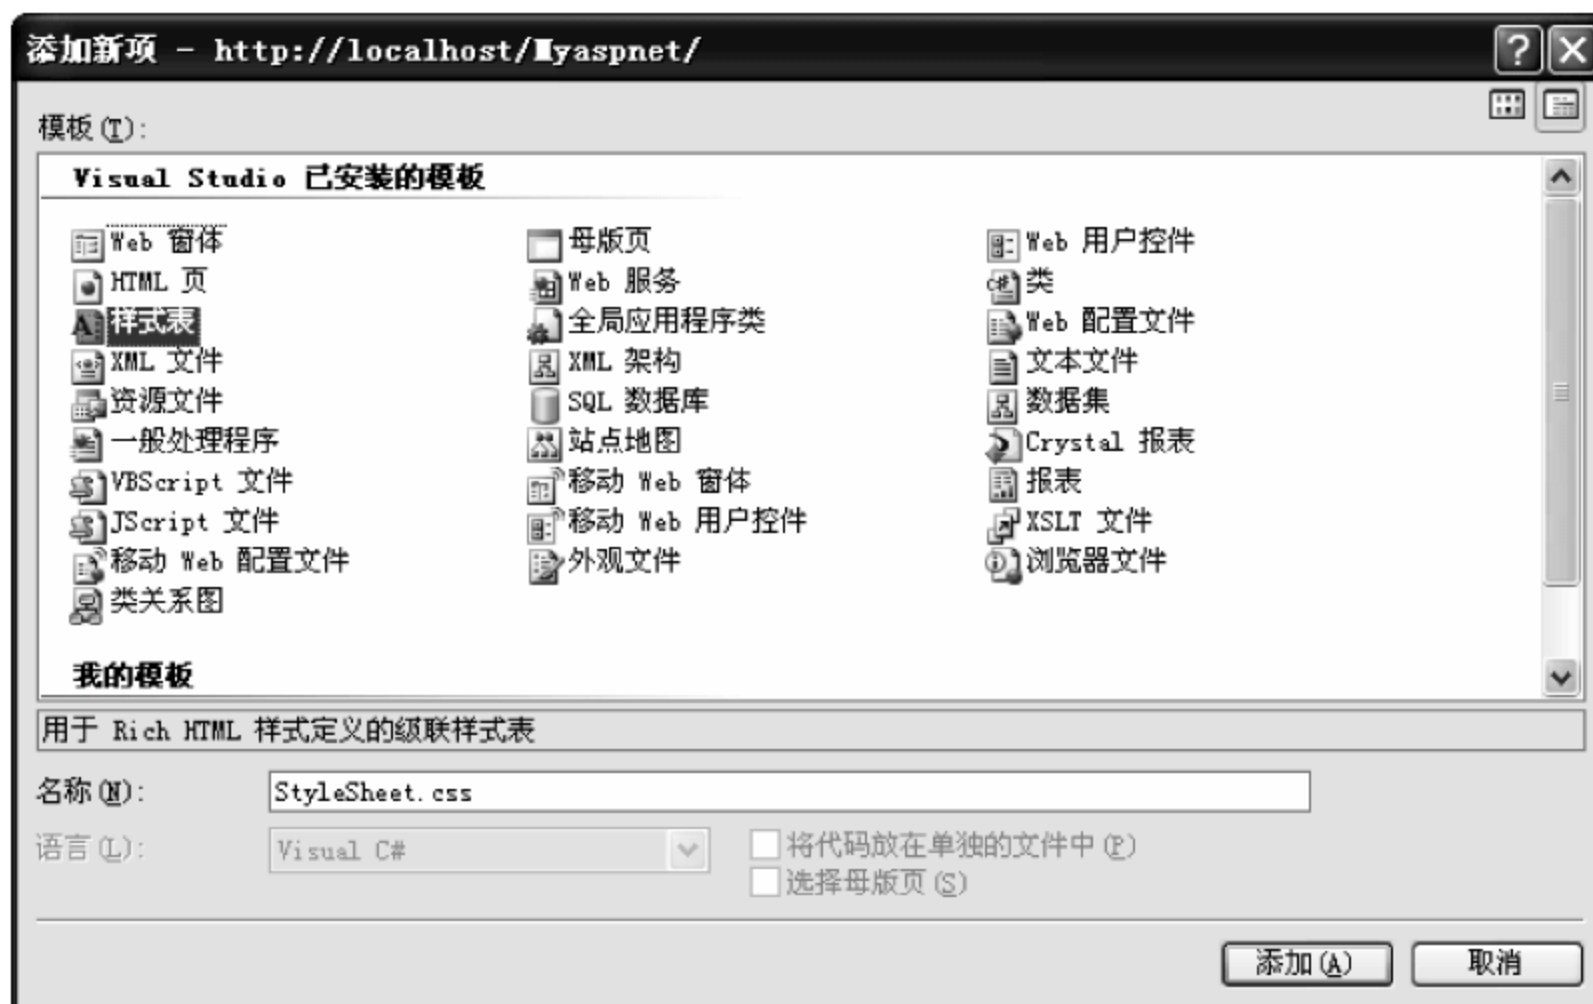 添加新项 - http://localhost/Myaspnet/
模板(T):
Visual Studio 已安装的模板
Web 窗体 母版页 Web 用户控件
HTML 页 Web 服务 类
样式表 全局应用程序类 Web 配置文件
XML 文件 XML 架构 文本文件
资源文件 SQL 数据库 数据集
一般处理程序 站点地图 Crystal 报表
VBScript 文件 移动 Web 窗体 报表
JScript 文件 移动 Web 用户控件 XSLT 文件
移动 Web 配置文件 外观文件 浏览器文件
类关系图
我的模板
用于 Rich HTML 样式定义的级联样式表
名称(N): StyleSheet.css
语言(L): Visual C# 将代码放在单独的文件中(P)
选择母版页(S)
添加(A) 取消